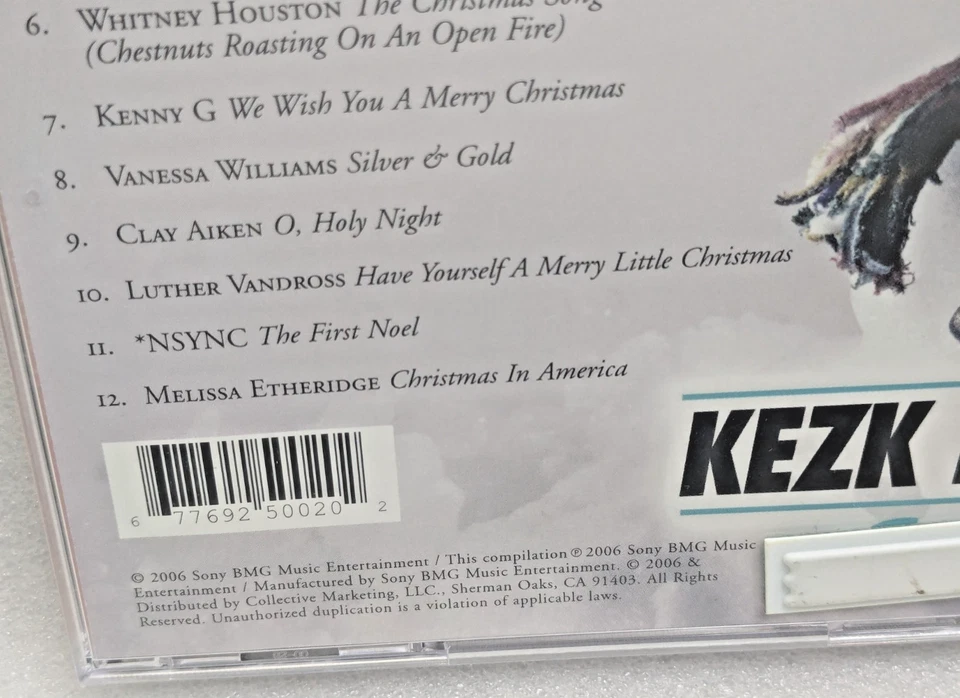 6. WHITNEY HOUSTON The Christmas Song
(Chestnuts Roasting On An Open Fire)
7. KENNY G We Wish You A Merry Christmas
8. VANESSA WILLIAMS Silver & Gold
9. CLAY AIKEN O, Holy Night
10. LUTHER VANDROSS Have Yourself A Merry Little Christmas
11. *NSYNC The First Noel
12. MELISSA ETHERIDGE Christmas In America
KEZK
6 77692 50020 2
© 2006 Sony BMG Music Entertainment / This compilation ℗ 2006 Sony BMG Music
Entertainment / Manufactured by Sony BMG Music Entertainment. © 2006 &
Distributed by Collective Marketing, LLC., Sherman Oaks, CA 91403. All Rights
Reserved. Unauthorized duplication is a violation of applicable laws.